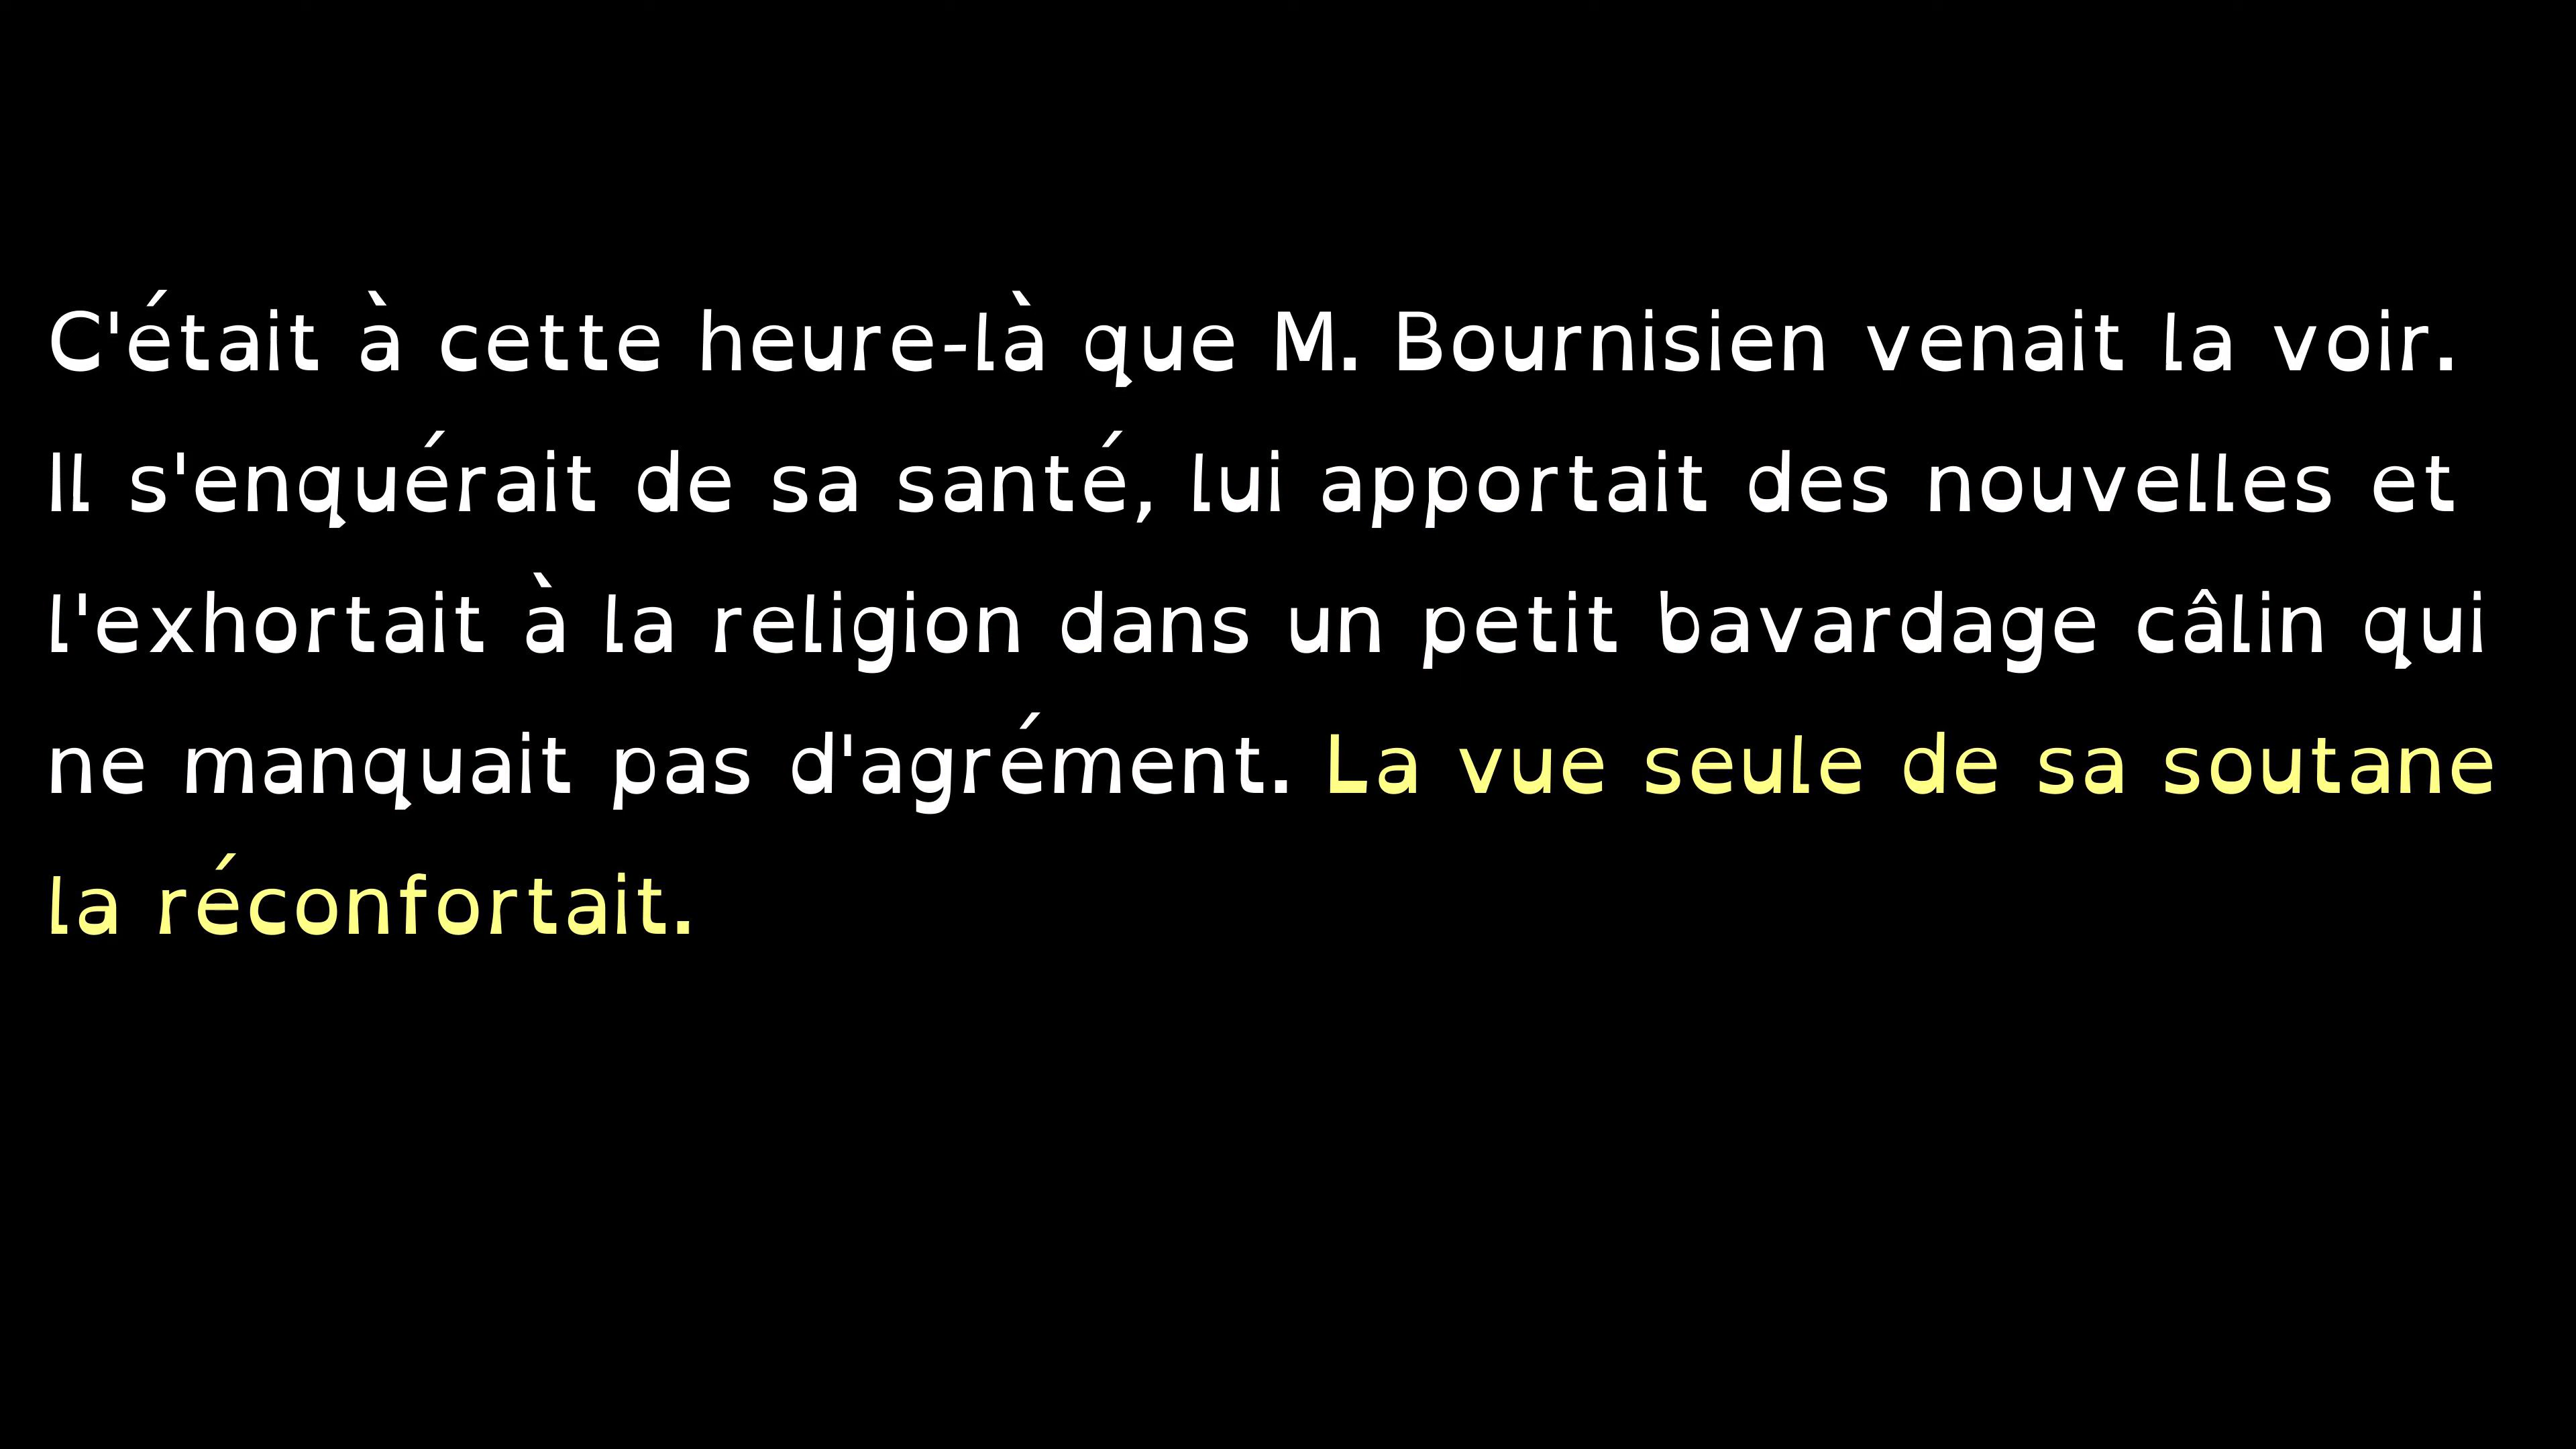 C'était à cette heure-là que M. Bournisien venait la voir.
Il s'enquérait de sa santé, lui apportait des nouvelles et
l'exhortait à la religion dans un petit bavardage câlin qui
ne manquait pas d'agrément. La vue seule de sa soutane
la réconfortait.